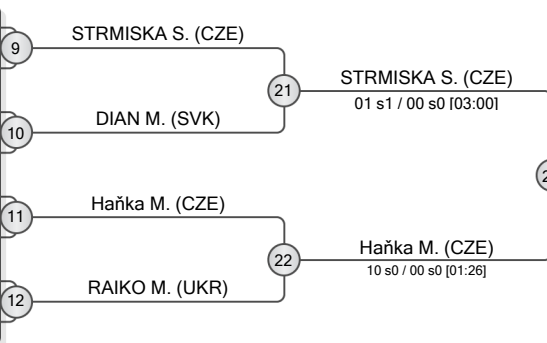 9
STRMISKA S. (CZE)
21
STRMISKA S. (CZE)
01 s1 / 00 s0 [03:00]
10
DIAN M. (SVK)
11
Haňka M. (CZE)
22
Haňka M. (CZE)
10 s0 / 00 s0 [01:26]
12
RAIKO M. (UKR)